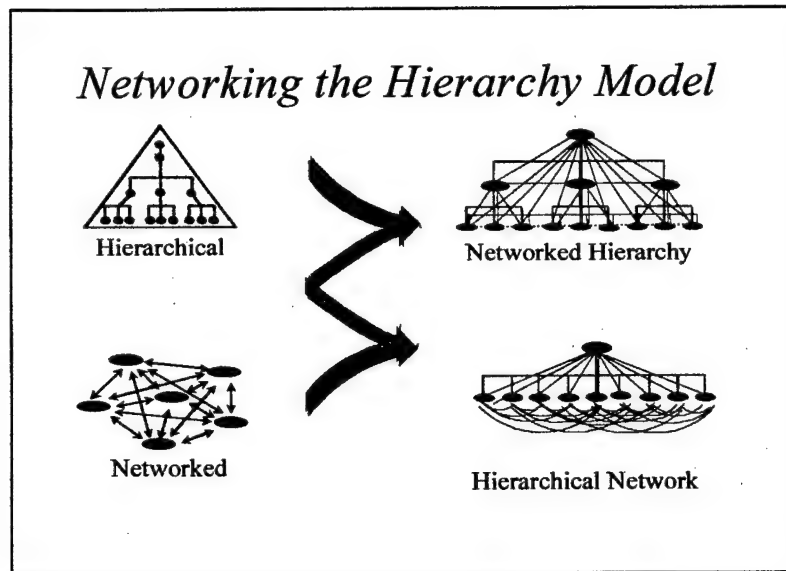 Networking the Hierarchy Model
Hierarchical
Networked Hierarchy
Networked
Hierarchical Network